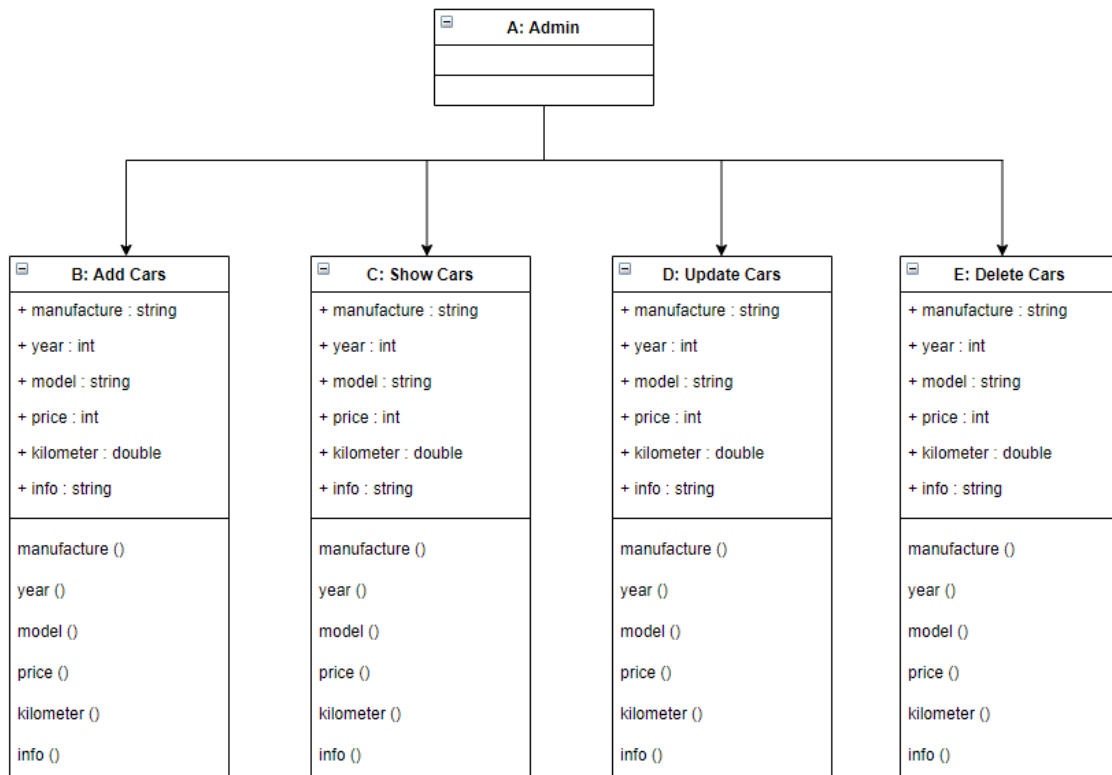 A: Admin
B: Add Cars
+ manufacture : string
+ year : int
+ model : string
+ price : int
+ kilometer : double
+ info : string
manufacture ()
year ()
model ()
price ()
kilometer ()
info ()
C: Show Cars
+ manufacture : string
+ year : int
+ model : string
+ price : int
+ kilometer : double
+ info : string
manufacture ()
year ()
model ()
price ()
kilometer ()
info ()
D: Update Cars
+ manufacture : string
+ year : int
+ model : string
+ price : int
+ kilometer : double
+ info : string
manufacture ()
year ()
model ()
price ()
kilometer ()
info ()
E: Delete Cars
+ manufacture : string
+ year : int
+ model : string
+ price : int
+ kilometer : double
+ info : string
manufacture ()
year ()
model ()
price ()
kilometer ()
info ()